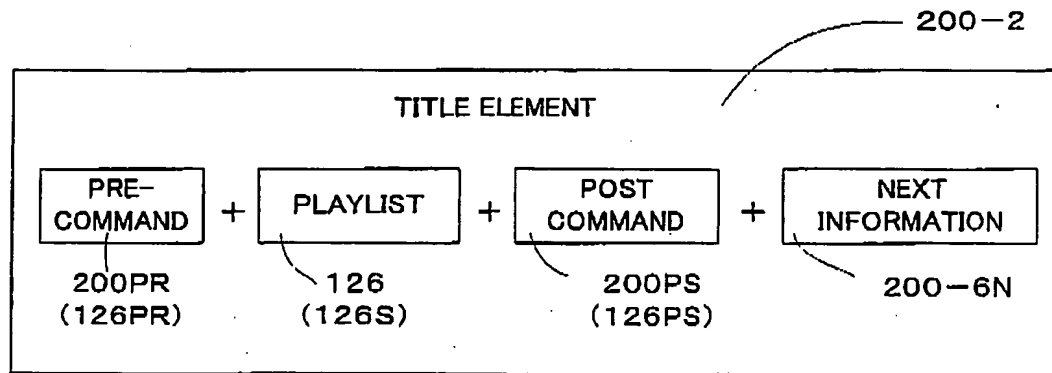 200-2
TITLE ELEMENT
PRE-
COMMAND
+
PLAYLIST
+
POST
COMMAND
+
NEXT
INFORMATION
200PR
(126PR)
126
(126S)
200PS
(126PS)
200-6N